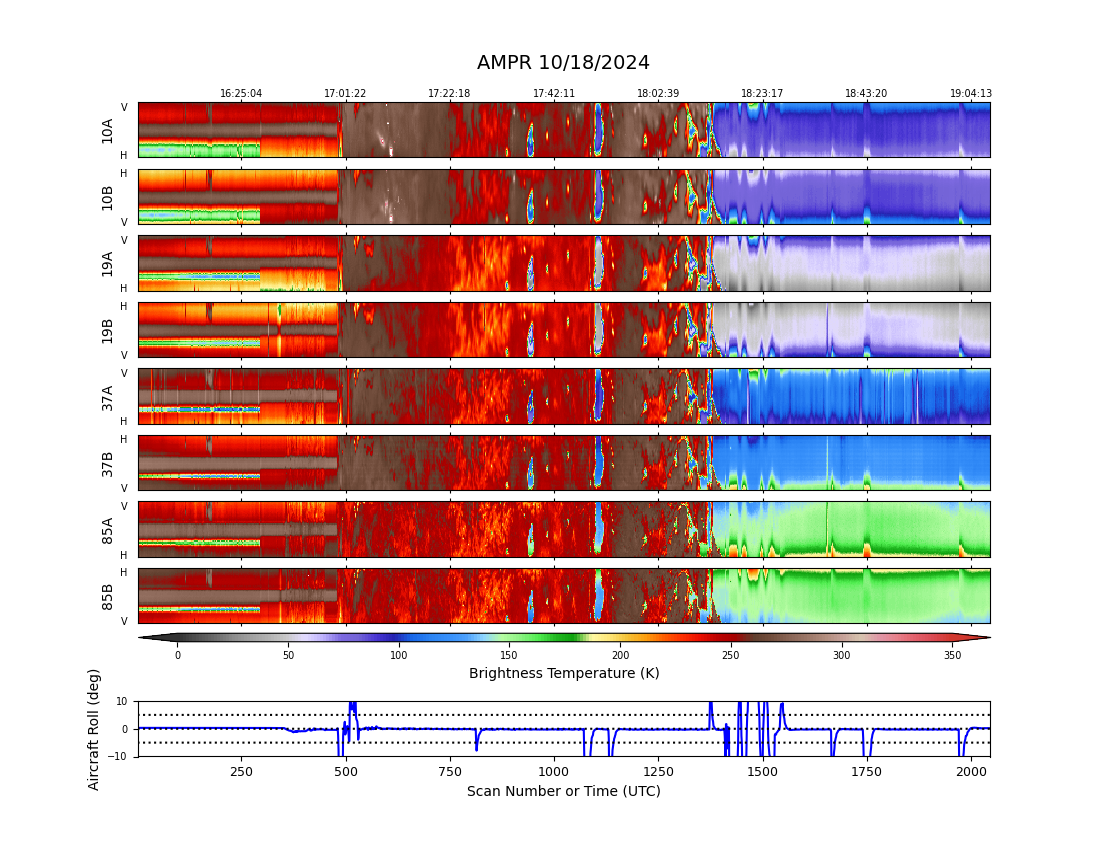 AMPR 10/18/2024
16:25:04 17:01:22 17:22:18 17:42:11 18:02:39 18:23:17 18:43:20 19:04:13
V
10A
H
H
10B
V
V
19A
H
H
19B
V
V
37A
H
H
37B
V
V
85A
H
H
85B
V
0 50 100 150 200 250 300 350
Brightness Temperature (K)
Aircraft Roll (deg)
10
0
−10
250 500 750 1000 1250 1500 1750 2000
Scan Number or Time (UTC)